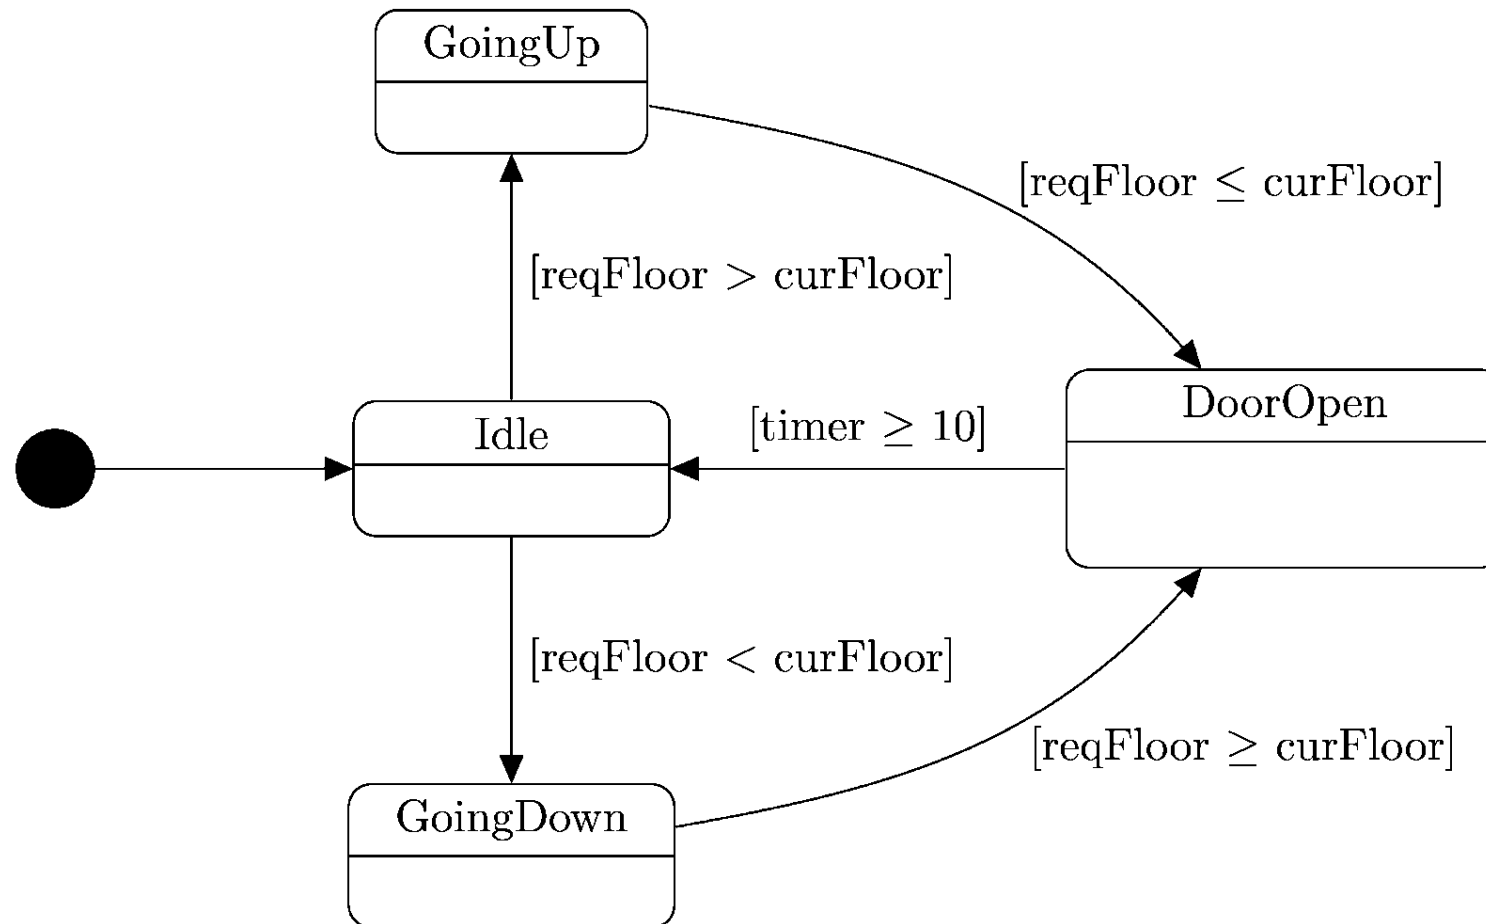 GoingUp
[reqFloor ≤ curFloor]
[reqFloor > curFloor]
DoorOpen
Idle
[timer ≥ 10]
[reqFloor < curFloor]
[reqFloor ≥ curFloor]
GoingDown